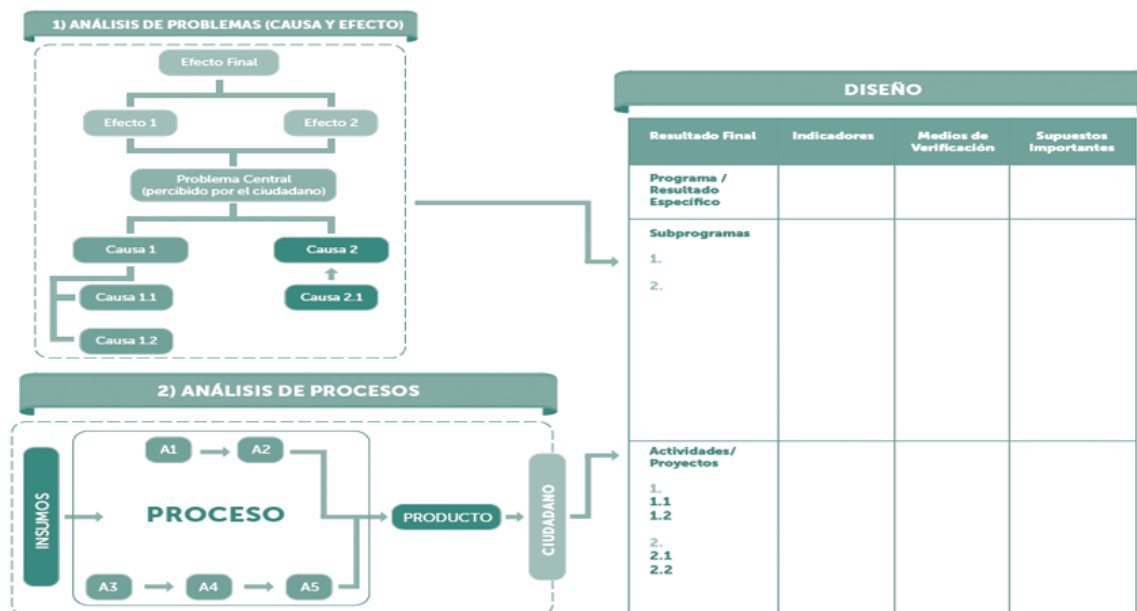 1) ANÁLISIS DE PROBLEMAS (CAUSA Y EFECTO)
Efecto Final
Efecto 1
Efecto 2
Problema Central
(percibido por el ciudadano)
Causa 1
Causa 2
Causa 1.1
Causa 2.1
Causa 1.2
2) ANÁLISIS DE PROCESOS
INSUMOS
A1
A2
PROCESO
A3
A4
A5
PRODUCTO
CIUDADANO
DISEÑO
Resultado Final
Indicadores
Medios de
Verificación
Supuestos
Importantes
Programa /
Resultado
Específico
Subprogramas
1.
2.
Actividades/
Proyectos
1.
1.1
1.2
2.
2.1
2.2